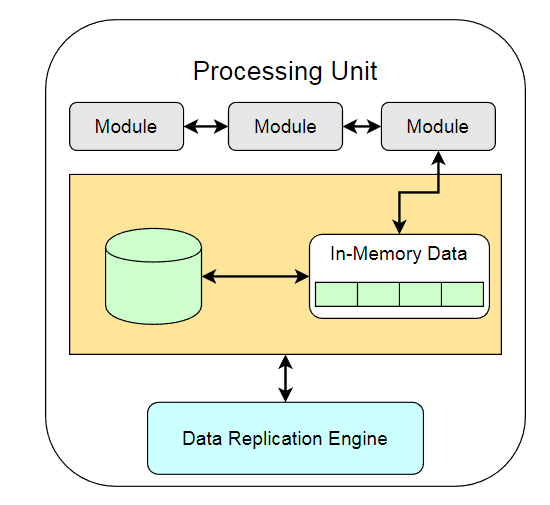 Processing Unit
Module
Module
Module
In-Memory Data
Data Replication Engine